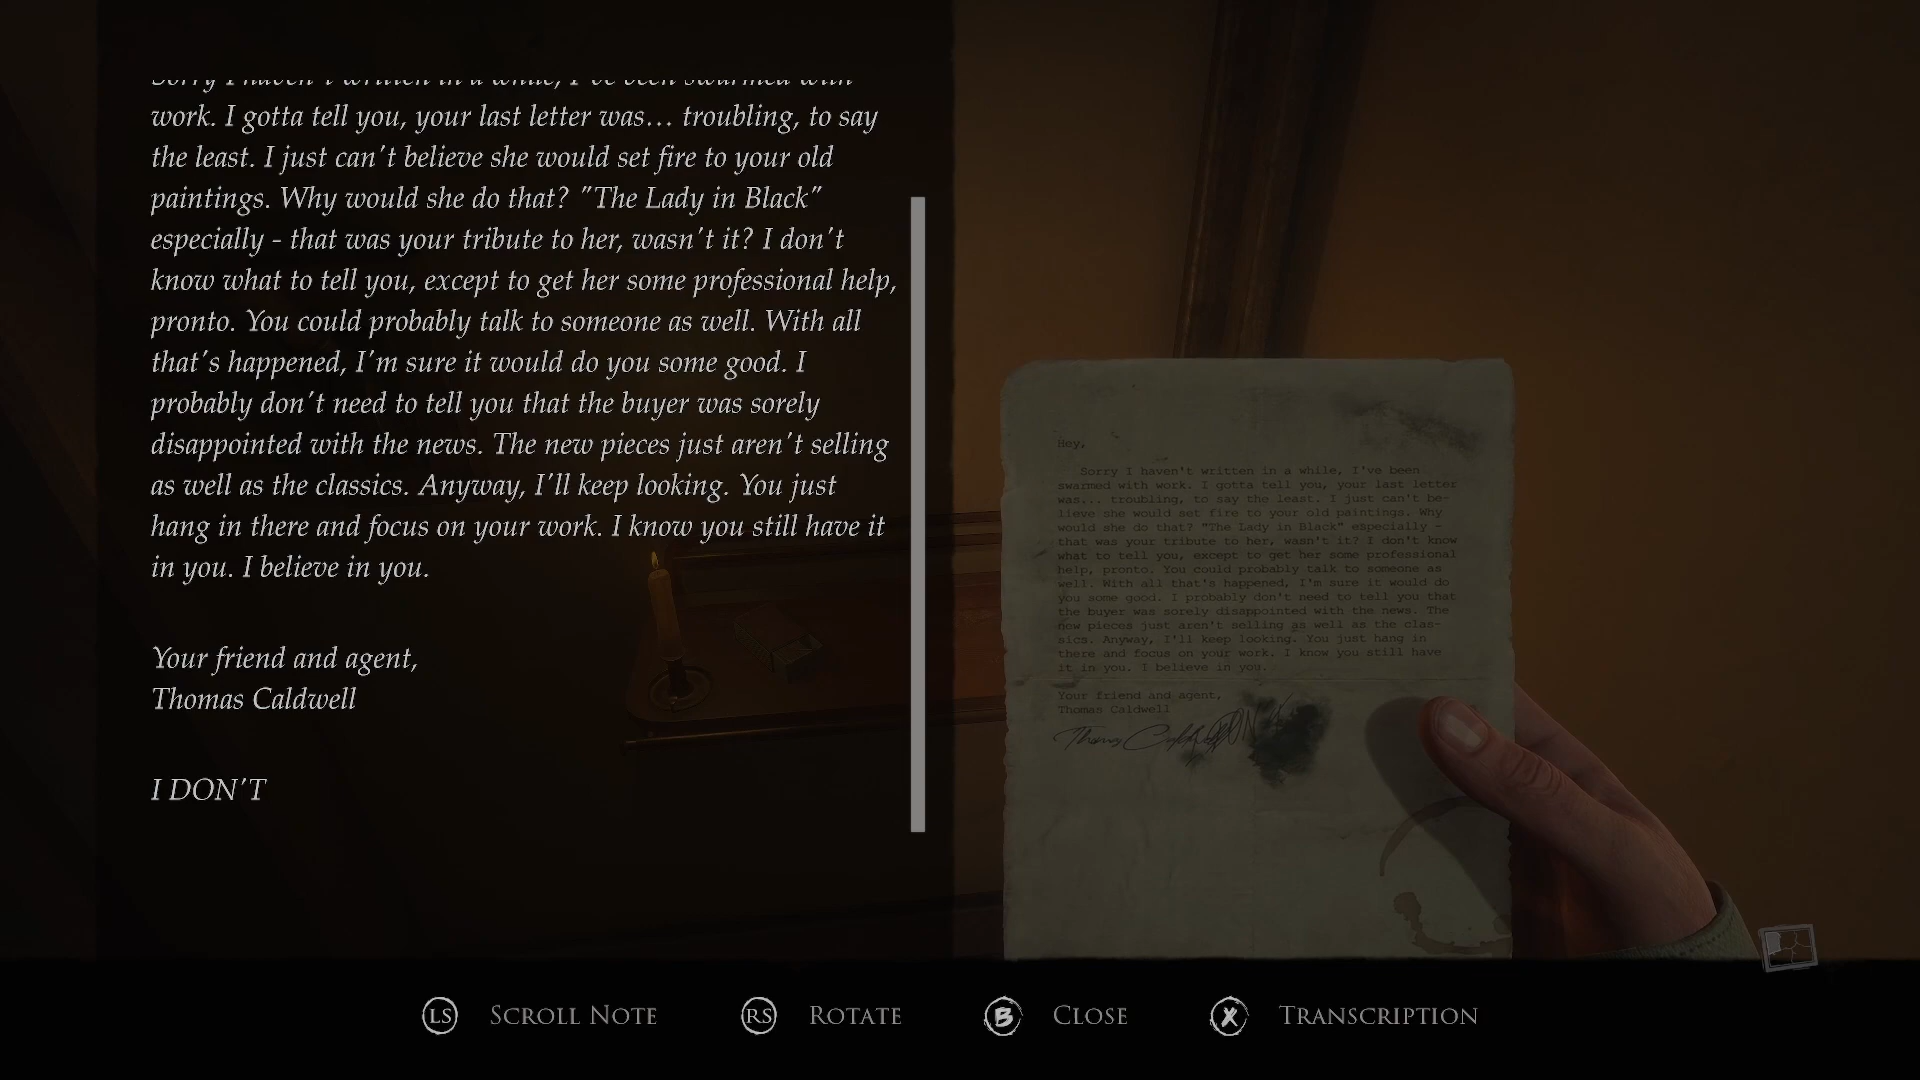 Sorry I haven't written in a while, I've been swarmed with
work. I gotta tell you, your last letter was... troubling, to say
the least. I just can't believe she would set fire to your old
paintings. Why would she do that? "The Lady in Black"
especially - that was your tribute to her, wasn't it? I don't
know what to tell you, except to get her some professional help,
pronto. You could probably talk to someone as well. With all
that's happened, I'm sure it would do you some good. I
probably don't need to tell you that the buyer was sorely
disappointed with the news. The new pieces just aren't selling
as well as the classics. Anyway, I'll keep looking. You just
hang in there and focus on your work. I know you still have it
in you. I believe in you.
Your friend and agent,
Thomas Caldwell
I DON'T
Hey,
Sorry I haven't written in a while, I've been
swarmed with work. I gotta tell you, your last letter
was... troubling, to say the least. I just can't be-
lieve she would set fire to your old paintings. Why
would she do that? "The Lady in Black" especially -
that was your tribute to her, wasn't it? I don't know
what to tell you, except to get her some professional
help, pronto. You could probably talk to someone as
well. With all that's happened, I'm sure it would do
you some good. I probably don't need to tell you that
the buyer was sorely disappointed with the news. The
new pieces just aren't selling as well as the clas-
sics. Anyway, I'll keep looking. You just hang in
there and focus on your work. I know you still have
it in you. I believe in you.
Your friend and agent,
Thomas Caldwell
Thomas Caldwell
LS SCROLL NOTE RS ROTATE B CLOSE X TRANSCRIPTION